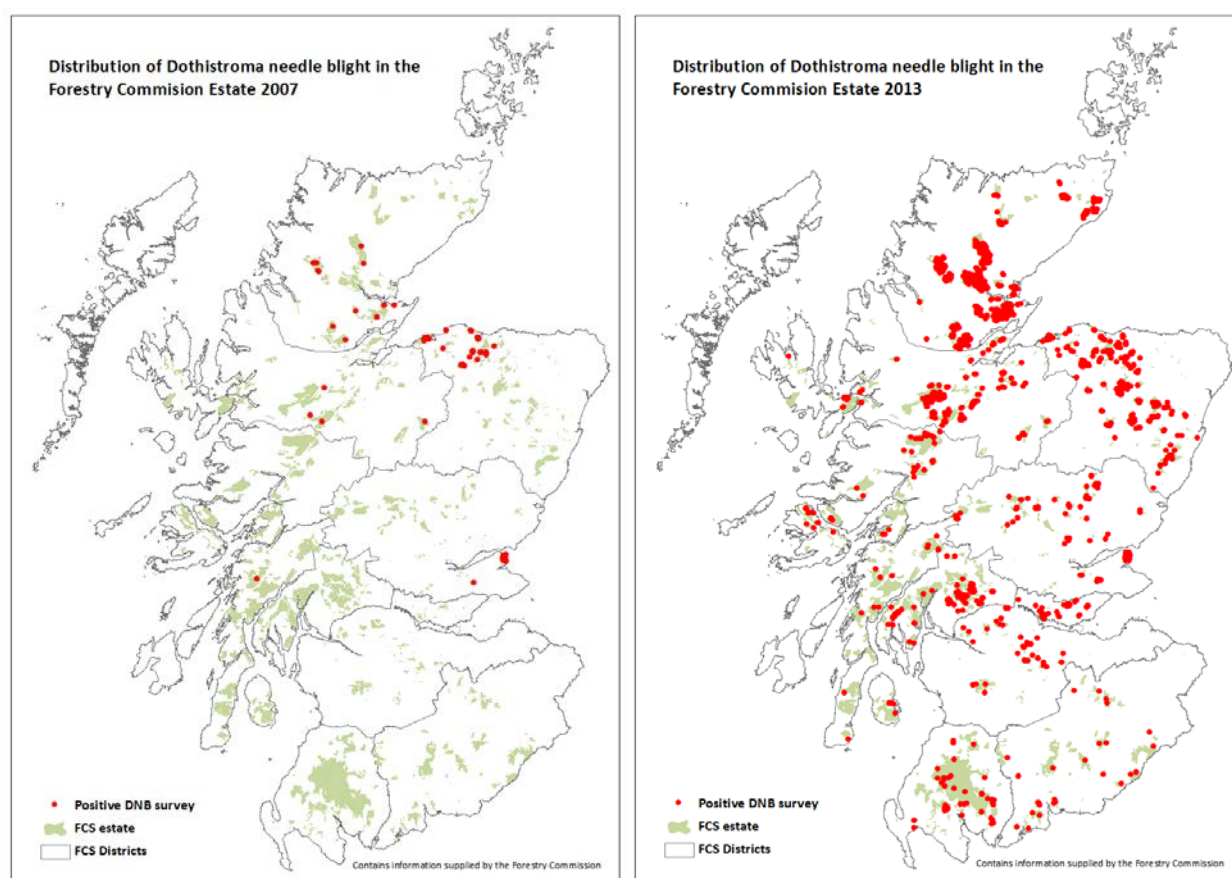 Distribution of Dothistroma needle blight in the
Forestry Commision Estate 2007
Positive DNB survey
FCS estate
FCS Districts
Contains information supplied by the Forestry Commission
Distribution of Dothistroma needle blight in the
Forestry Commision Estate 2013
Positive DNB survey
FCS estate
FCS Districts
Contains information supplied by the Forestry Commission